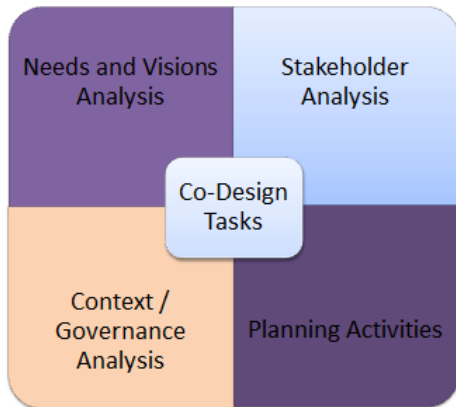 Needs and Visions
Analysis
Stakeholder
Analysis
Co-Design
Tasks
Context /
Governance
Analysis
Planning Activities